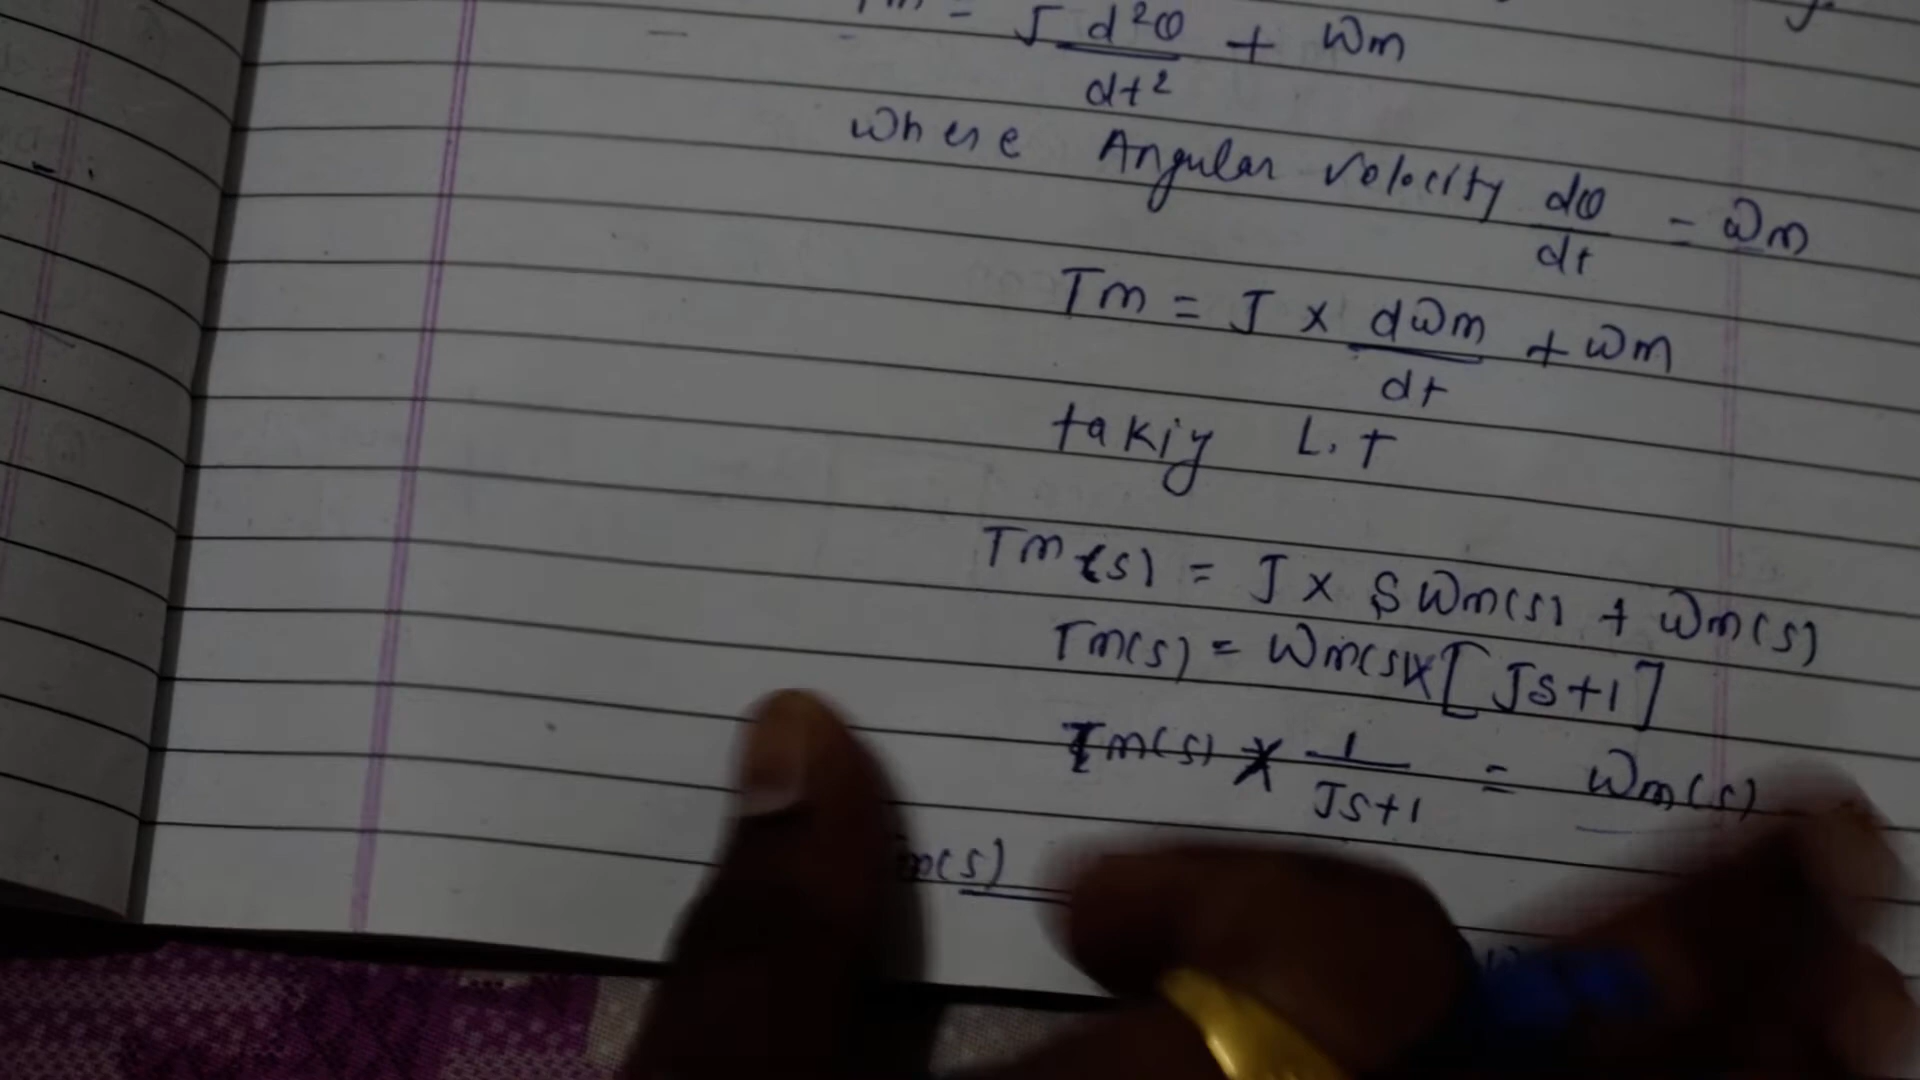 Tm = J d²θ/dt² + ωm
where Angular velocity dθ/dt = ωm
Tm = J × dωm/dt + ωm
takiy L.T
Tm(s) = J × Sωm(s) + ωm(s)
Tm(s) = ωm(s)×[Js+1]
Tm(s) × 1/Js+1 = ωm(s)
m(s)